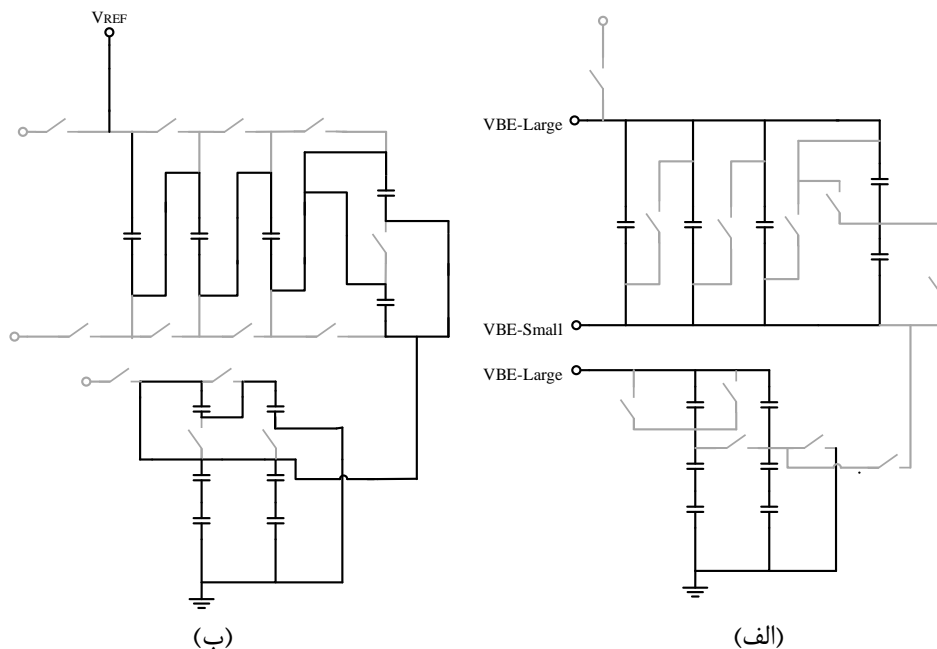 VREF
VBE-Large
VBE-Small
VBE-Large
(ب)
(الف)